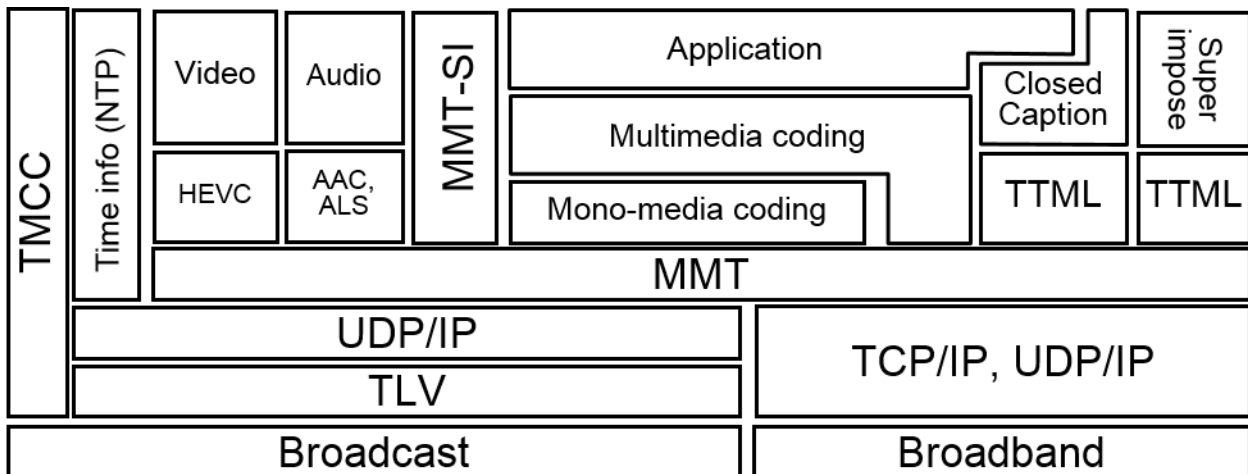 TMCC
Time info (NTP)
Video
Audio
MMT-SI
Application
Super
impose
Closed
Caption
Multimedia coding
HEVC
AAC,
ALS
Mono-media coding
TTML
TTML
MMT
UDP/IP
TCP/IP, UDP/IP
TLV
Broadcast
Broadband